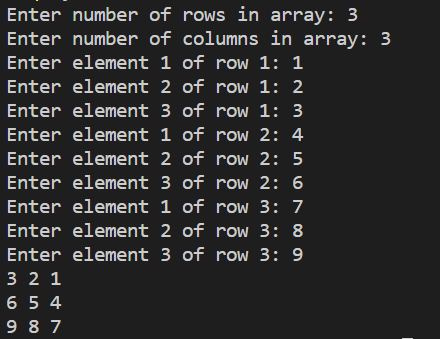 Enter number of rows in array: 3
Enter number of columns in array: 3
Enter element 1 of row 1: 1
Enter element 2 of row 1: 2
Enter element 3 of row 1: 3
Enter element 1 of row 2: 4
Enter element 2 of row 2: 5
Enter element 3 of row 2: 6
Enter element 1 of row 3: 7
Enter element 2 of row 3: 8
Enter element 3 of row 3: 9
3 2 1
6 5 4
9 8 7